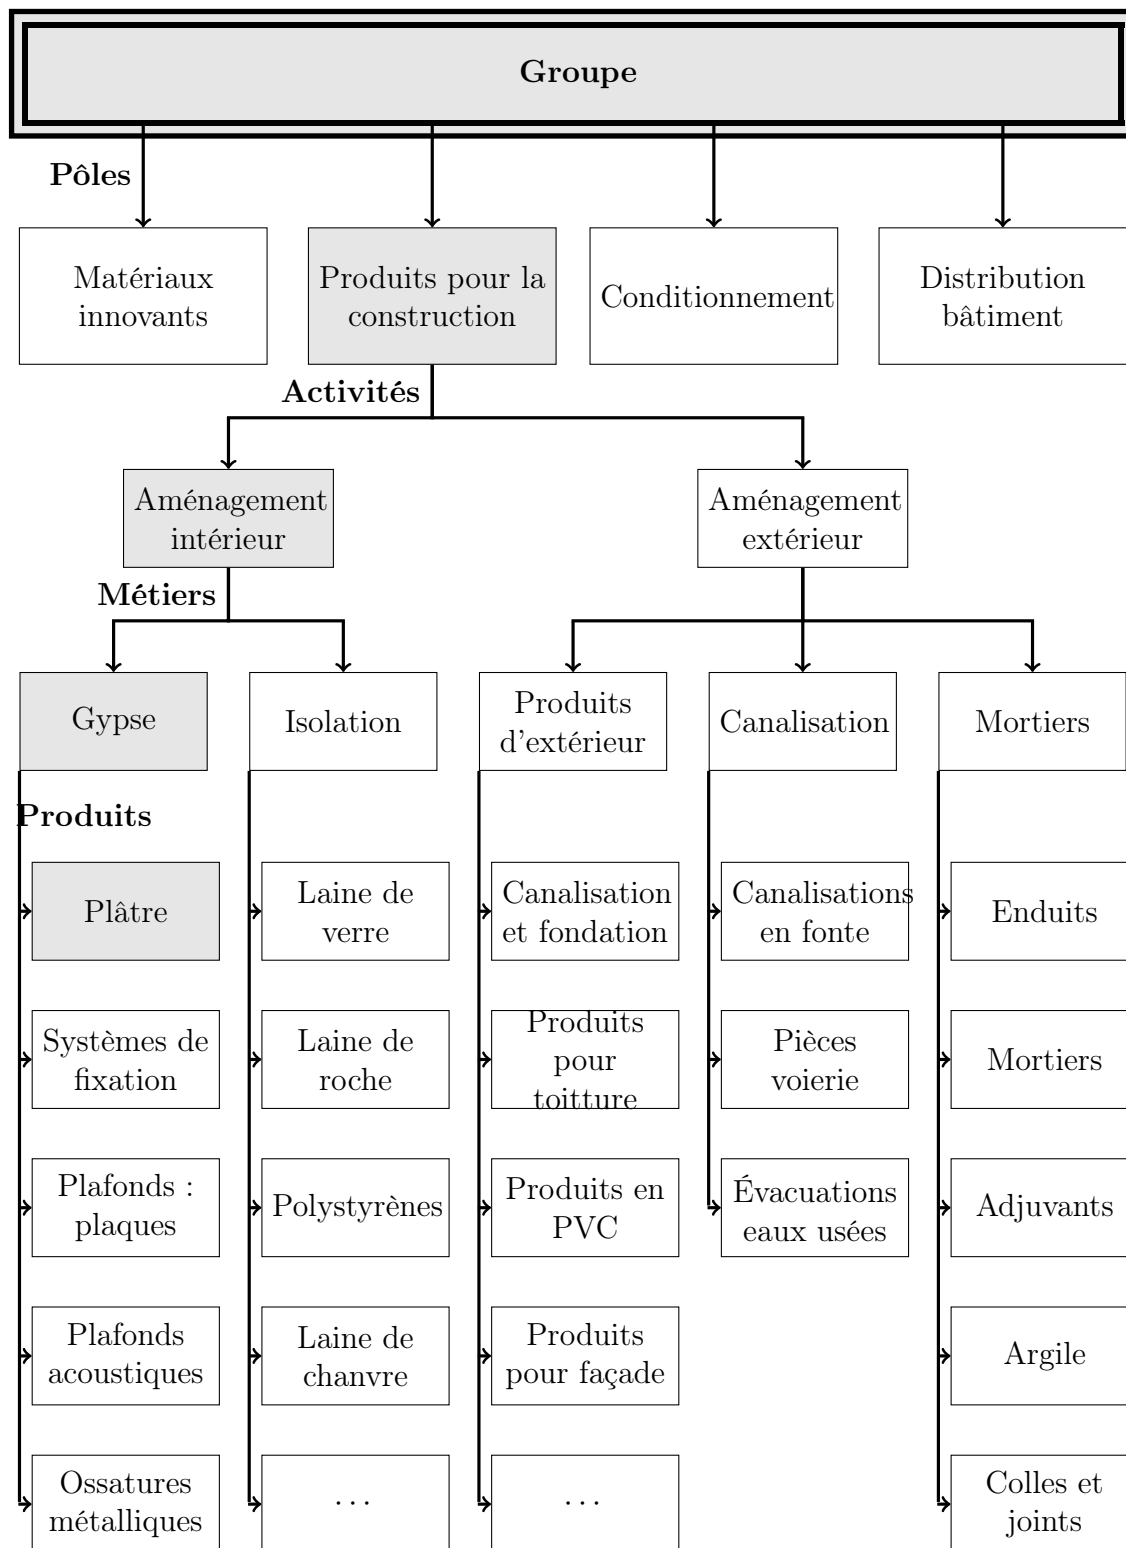 Groupe
Pôles
Matériaux
innovants
Produits pour la
construction
Conditionnement
Distribution
bâtiment
Activités
Aménagement
intérieur
Aménagement
extérieur
Métiers
Gypse
Isolation
Produits
d'extérieur
Canalisation
Mortiers
Produits
Plâtre
Laine de
verre
Canalisation
et fondation
Canalisations
en fonte
Enduits
Systèmes de
fixation
Laine de
roche
Produits
pour
toitture
Pièces
voierie
Mortiers
Plafonds :
plaques
Polystyrènes
Produits en
PVC
Évacuations
eaux usées
Adjuvants
Plafonds
acoustiques
Laine de
chanvre
Produits
pour façade
Argile
Ossatures
métalliques
...
...
Colles et
joints